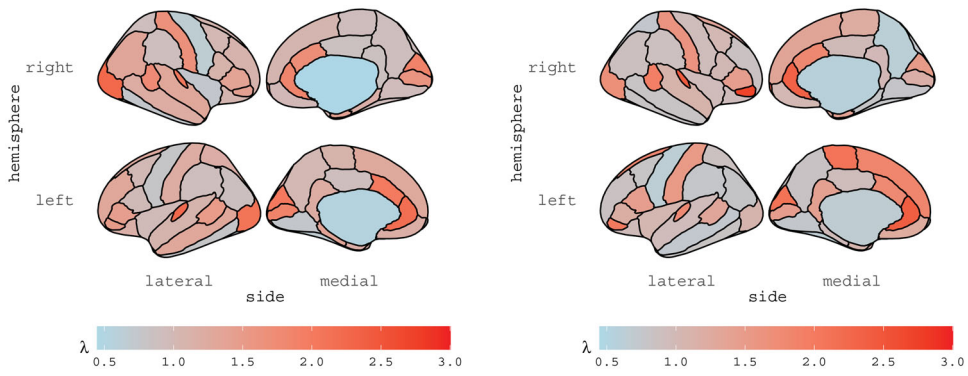 right
hemisphere
left
lateral medial
side
λ 0.5 1.0 1.5 2.0 2.5 3.0
right
hemisphere
left
lateral medial
side
λ 0.5 1.0 1.5 2.0 2.5 3.0